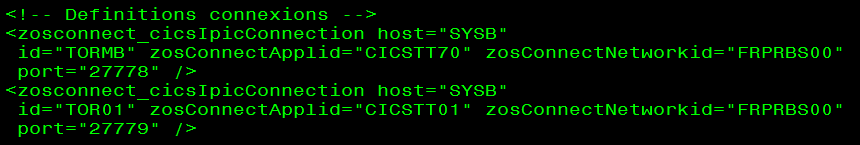 <!-- Definitions connexions -->
<zosconnect_cicsIpicConnection host="SYSB"
id="TORMB" zosConnectApplid="CICSTT70" zosConnectNetworkid="FRPRBS00"
port="27778" />
<zosconnect_cicsIpicConnection host="SYSB"
id="TOR01" zosConnectApplid="CICSTT01" zosConnectNetworkid="FRPRBS00"
port="27779" />